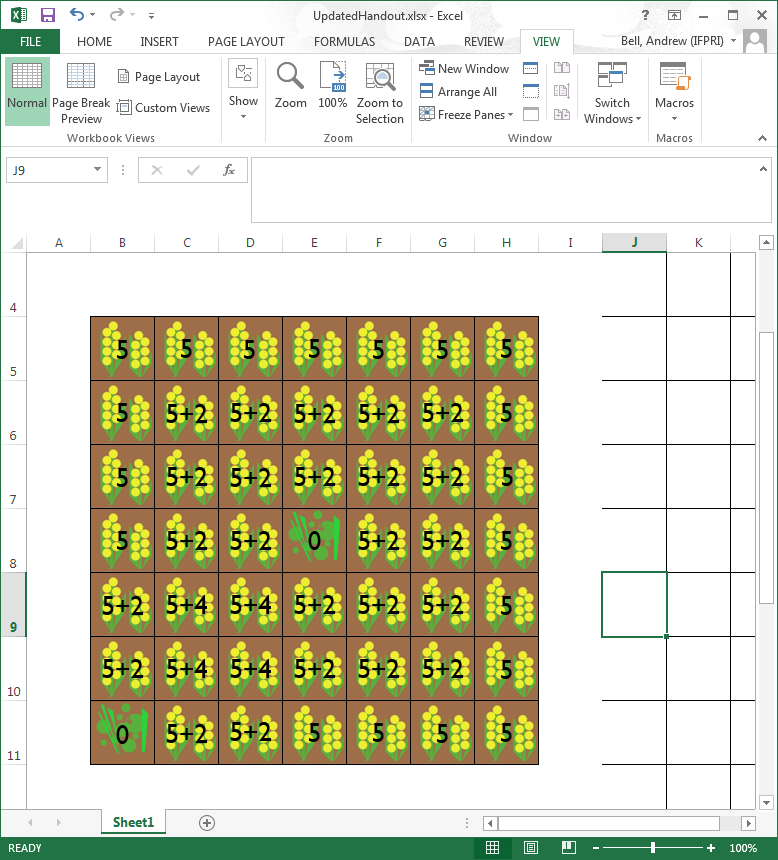 UpdatedHandout.xlsx - Excel
?
FILE HOME INSERT PAGE LAYOUT FORMULAS DATA REVIEW VIEW Bell, Andrew (IFPRI)
Normal Page Break Preview Page Layout Custom Views
Workbook Views
Show
Zoom 100% Zoom to Selection
100
Zoom
New Window
Arrange All
Freeze Panes
Switch Windows
Window
Macros
Macros
J9 fx
A B C D E F G H I J K
4
5 5 5 5 5 5 5 5
6 5 5+2 5+2 5+2 5+2 5+2 5
7 5 5+2 5+2 5+2 5+2 5+2 5
8 5 5+2 5+2 0 5+2 5+2 5
9 5+2 5+4 5+4 5+2 5+2 5+2 5
10 5+2 5+4 5+4 5+2 5+2 5+2 5
11 0 5+2 5+2 5 5 5 5
Sheet1
READY 100%